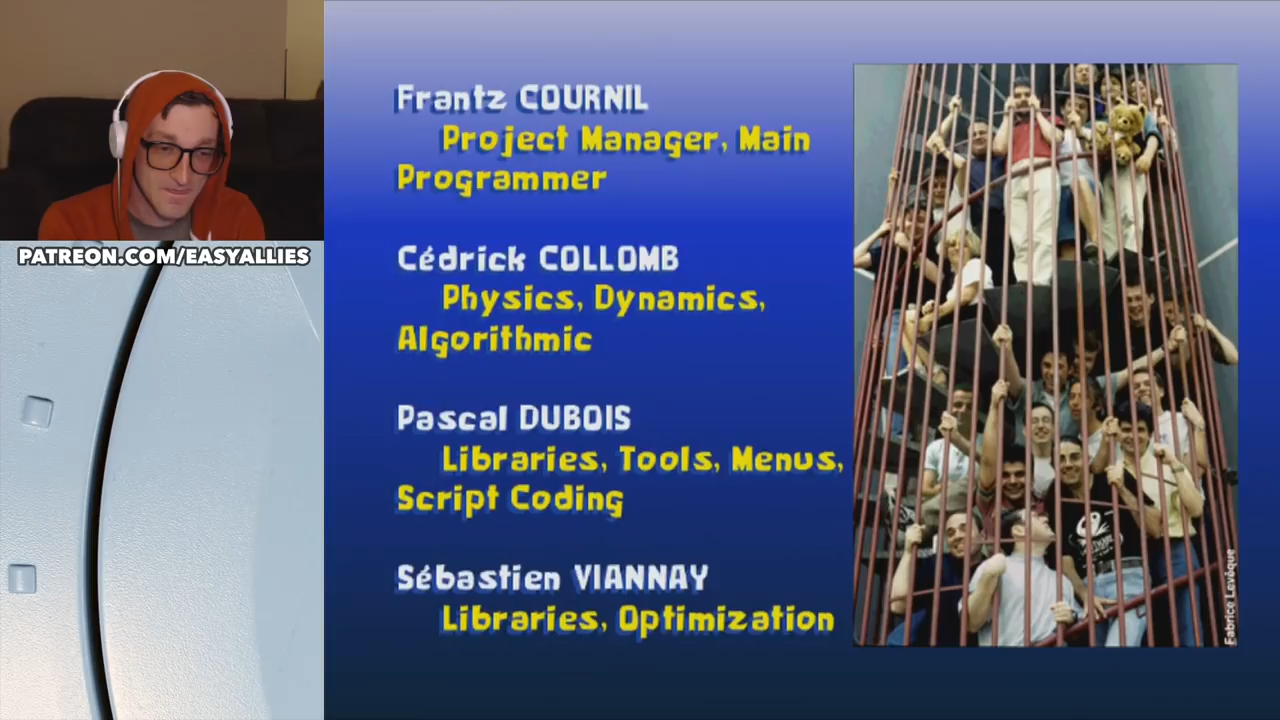 PATREON.COM/EASYALLIES
Frantz COURNIL
Project Manager, Main
Programmer
Cédrick COLLOMB
Physics, Dynamics,
Algorithmic
Pascal DUBOIS
Libraries, Tools, Menus,
Script Coding
Sébastien VIANNAY
Libraries, Optimization
Fabrice Levêque